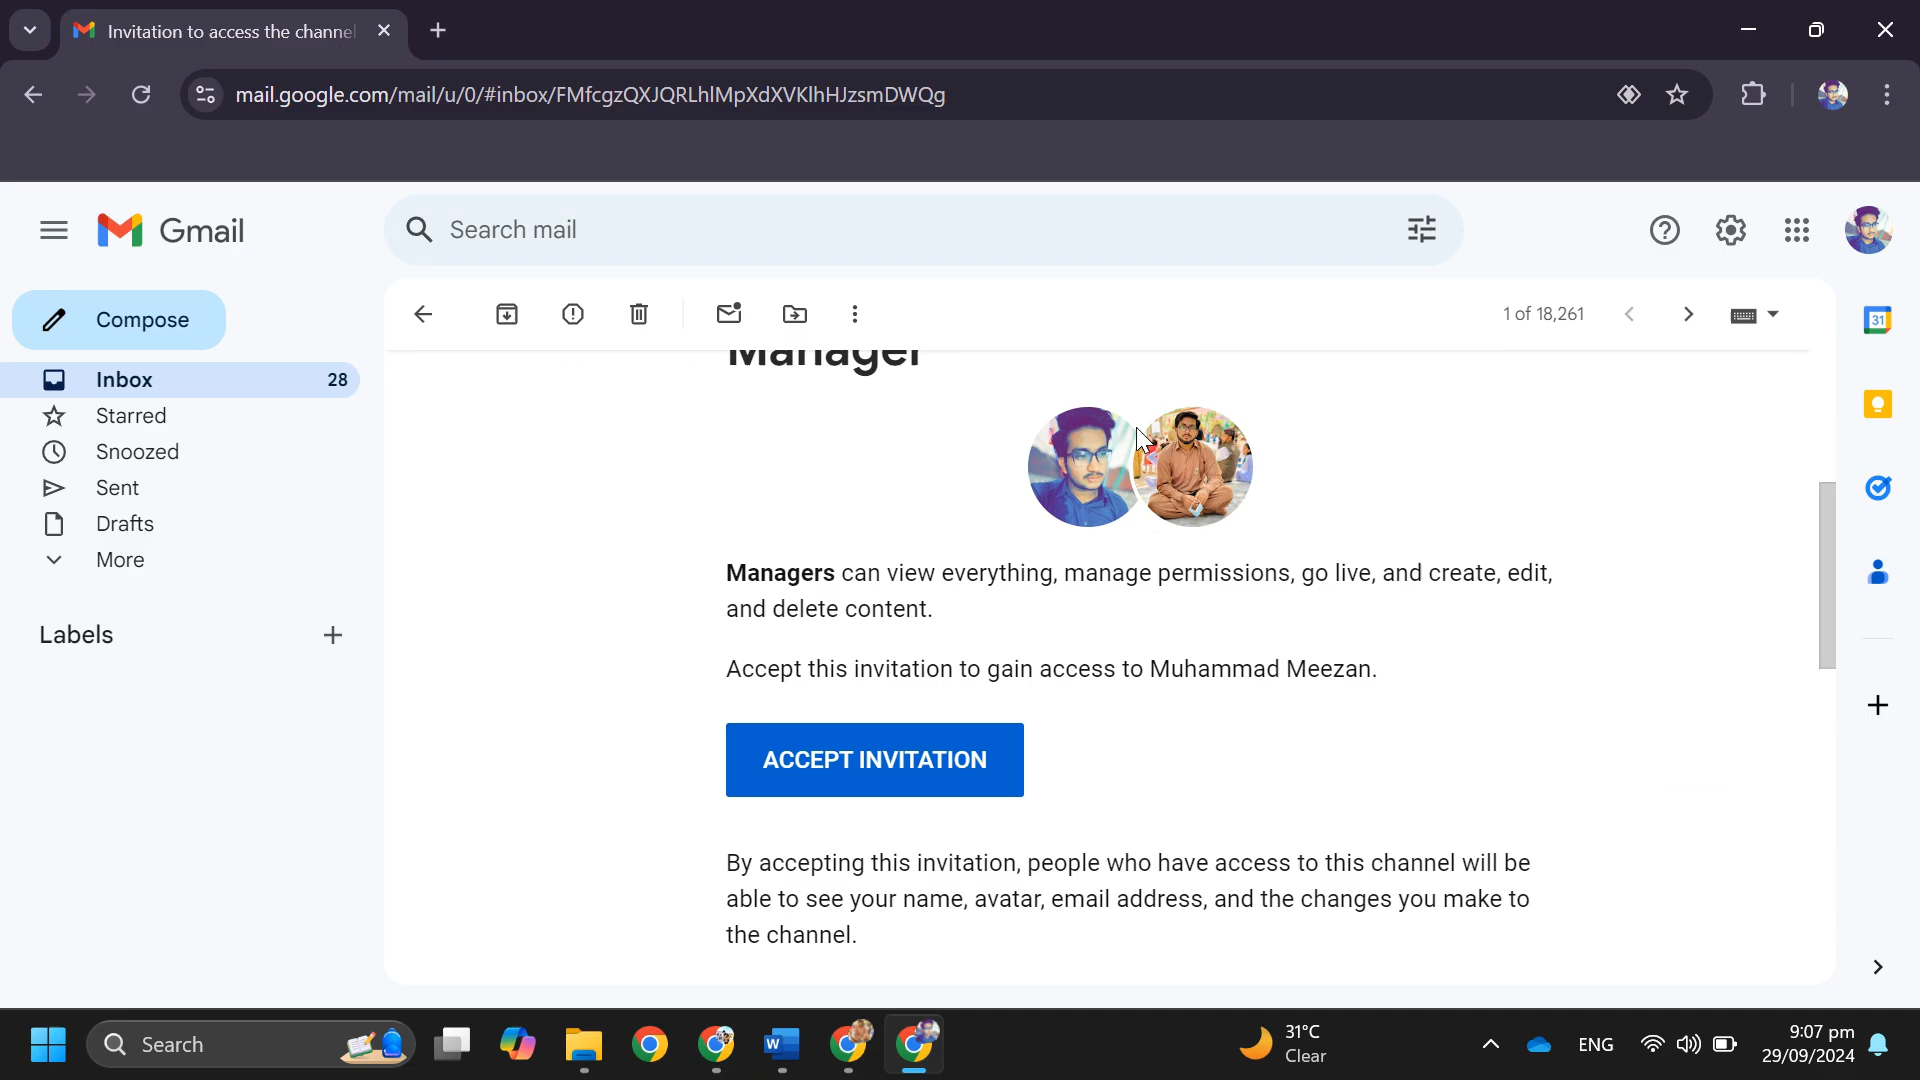 Invitation to access the channel
mail.google.com/mail/u/0/#inbox/FMfcgzQXJQRLhlMpXdXVKlhHJzsmDWQg
Gmail
Search mail
Compose
1 of 18,261
31
Inbox 28
Starred
Snoozed
Sent
Drafts
More
Labels
Manager
Managers can view everything, manage permissions, go live, and create, edit,
and delete content.
Accept this invitation to gain access to Muhammad Meezan.
ACCEPT INVITATION
By accepting this invitation, people who have access to this channel will be
able to see your name, avatar, email address, and the changes you make to
the channel.
Search
W
31°C
Clear
ENG
9:07 pm
29/09/2024